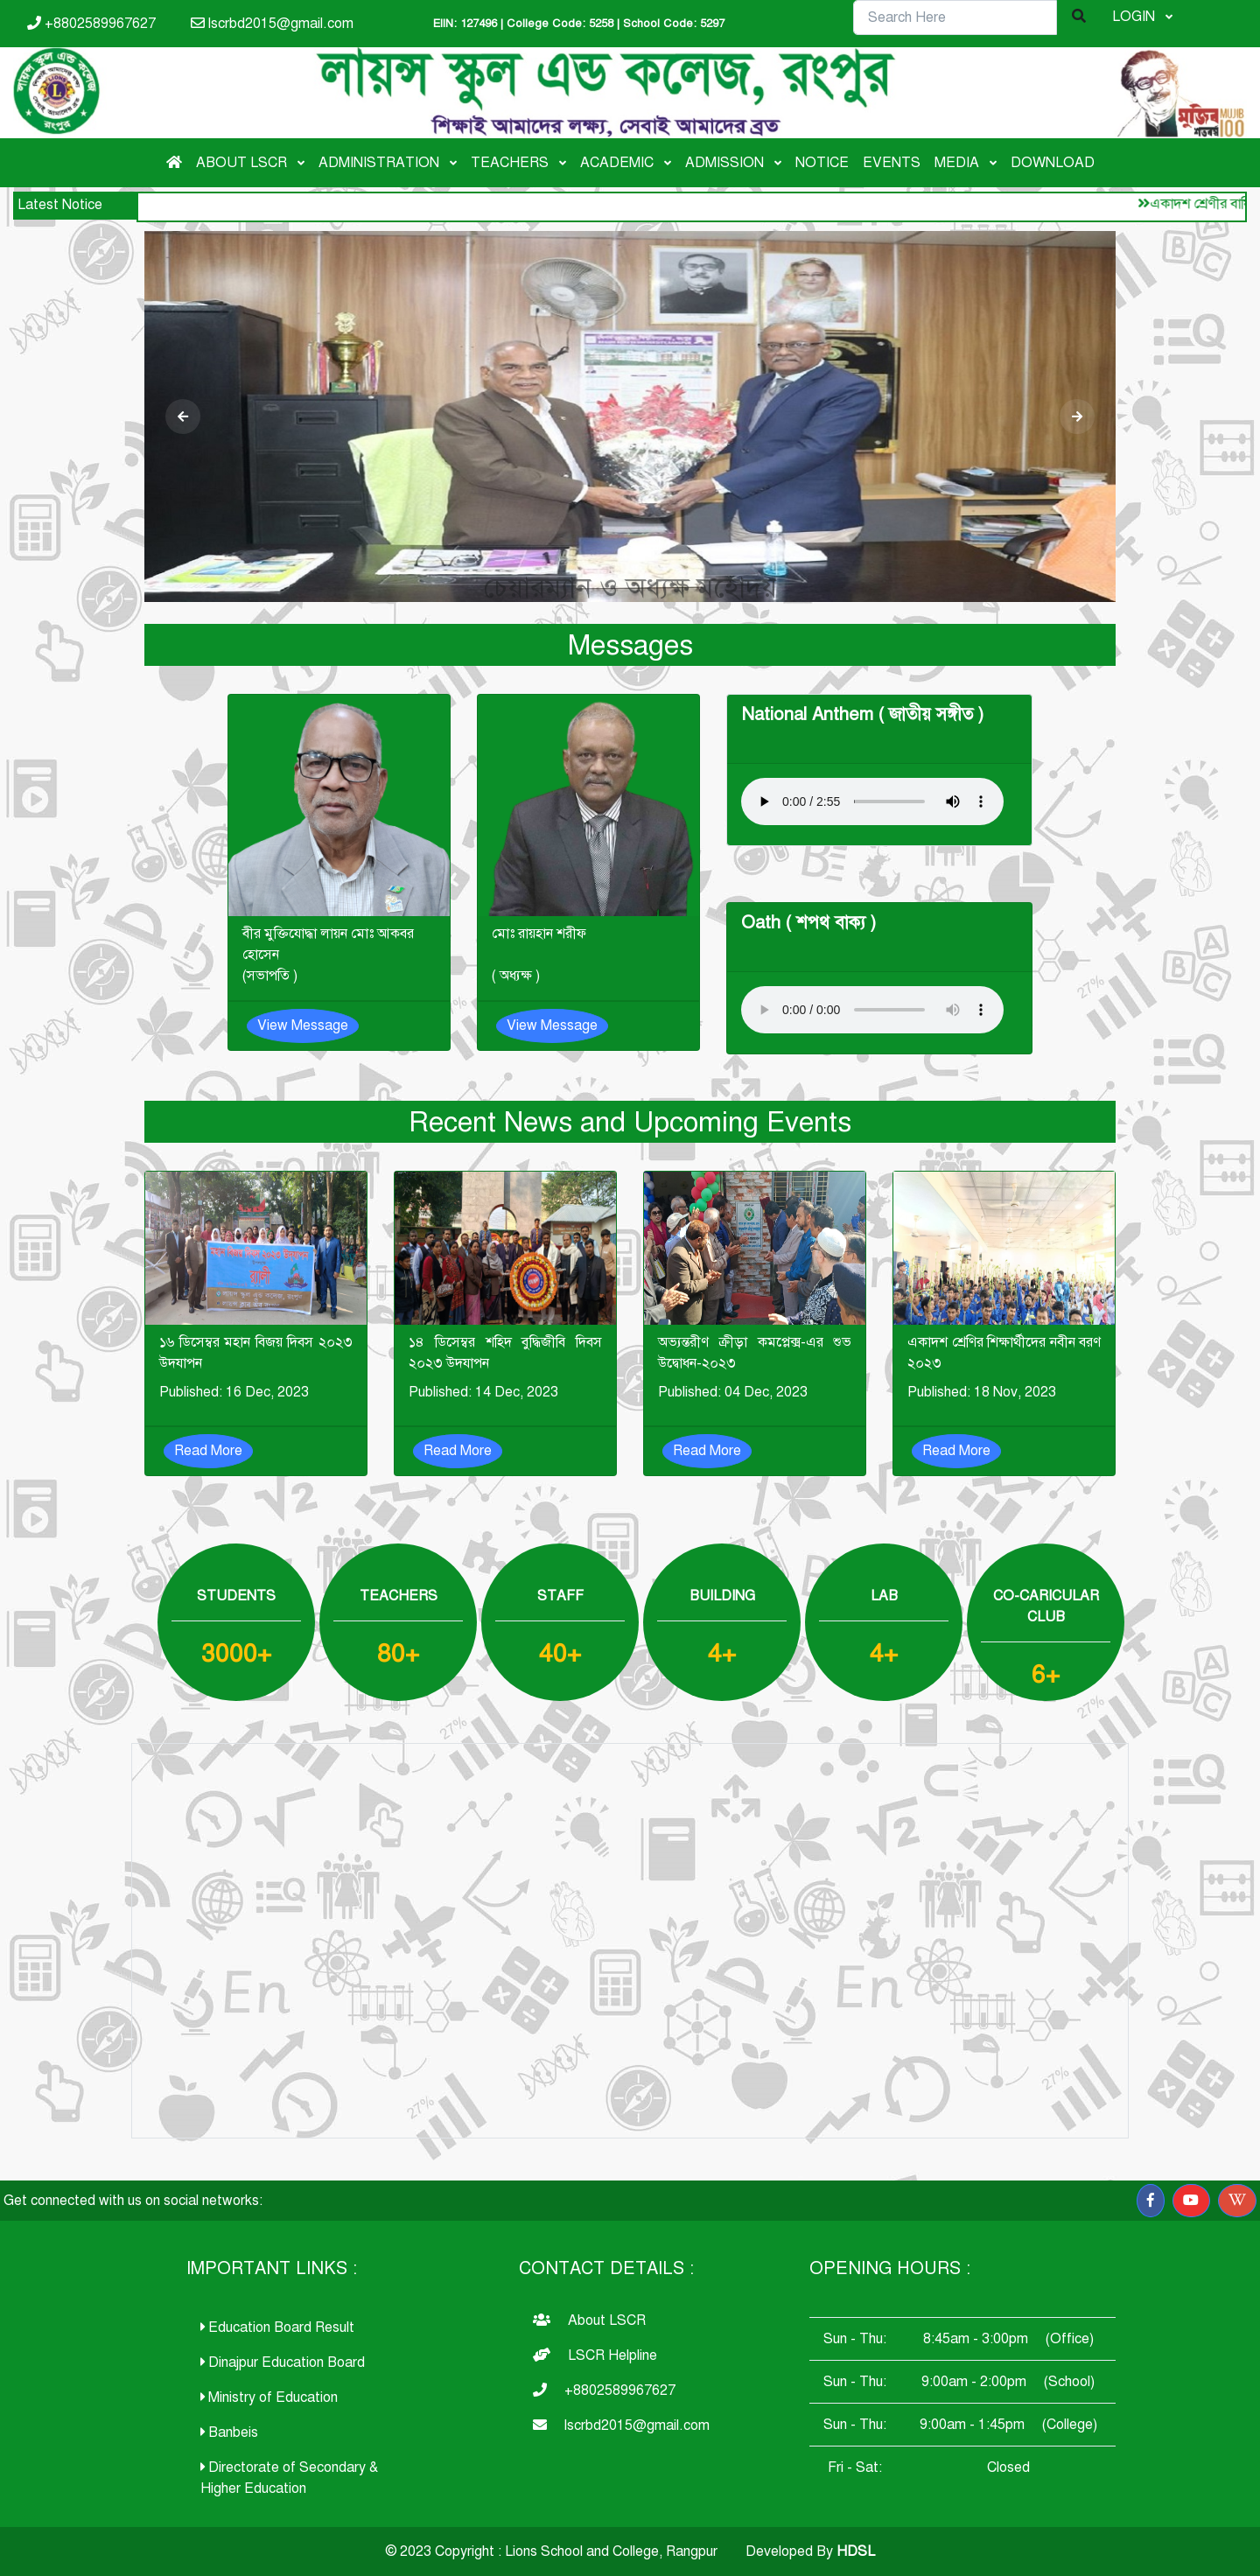 +8802589967627 lscrbd2015@gmail.com EIIN: 127496 | College Code: 5258 | School Code: 5297 Search Here LOGIN
লায়ন্স স্কুল এন্ড কলেজ, রংপুর
শিক্ষাই আমাদের লক্ষ্য, সেবাই আমাদের ব্রত
মুজিব শতবর্ষ MUJIB 100
ABOUT LSCR ADMINISTRATION TEACHERS ACADEMIC ADMISSION NOTICE EVENTS MEDIA DOWNLOAD
Latest Notice একাদশ শ্রেণীর
চেয়ারম্যান ও অধ্যক্ষ মহোদয়
Messages
বীর মুক্তিযোদ্ধা লায়ন মোঃ আকবর
হোসেন
(সভাপতি )
View Message
মোঃ রায়হান শরীফ
( অধ্যক্ষ )
View Message
National Anthem ( জাতীয় সঙ্গীত )
0:00 / 2:55
Oath ( শপথ বাক্য )
0:00 / 0:00
Recent News and Upcoming Events
১৬ ডিসেম্বর মহান বিজয় দিবস ২০২৩
উদযাপন
Published: 16 Dec, 2023
Read More
১৪ ডিসেম্বর শহিদ বুদ্ধিজীবি দিবস
২০২৩ উদযাপন
Published: 14 Dec, 2023
Read More
অভ্যন্তরীণ ক্রীড়া কমপ্লেক্স-এর শুভ
উদ্বোধন-২০২৩
Published: 04 Dec, 2023
Read More
একাদশ শ্রেণির শিক্ষার্থীদের নবীন বরণ
২০২৩
Published: 18 Nov, 2023
Read More
STUDENTS
3000+
TEACHERS
80+
STAFF
40+
BUILDING
4+
LAB
4+
CO-CARICULAR
CLUB
6+
Get connected with us on social networks:
IMPORTANT LINKS :
Education Board Result
Dinajpur Education Board
Ministry of Education
Banbeis
Directorate of Secondary &
Higher Education
CONTACT DETAILS :
About LSCR
LSCR Helpline
+8802589967627
lscrbd2015@gmail.com
OPENING HOURS :
Sun - Thu: 8:45am - 3:00pm (Office)
Sun - Thu: 9:00am - 2:00pm (School)
Sun - Thu: 9:00am - 1:45pm (College)
Fri - Sat: Closed
© 2023 Copyright : Lions School and College, Rangpur Developed By HDSL